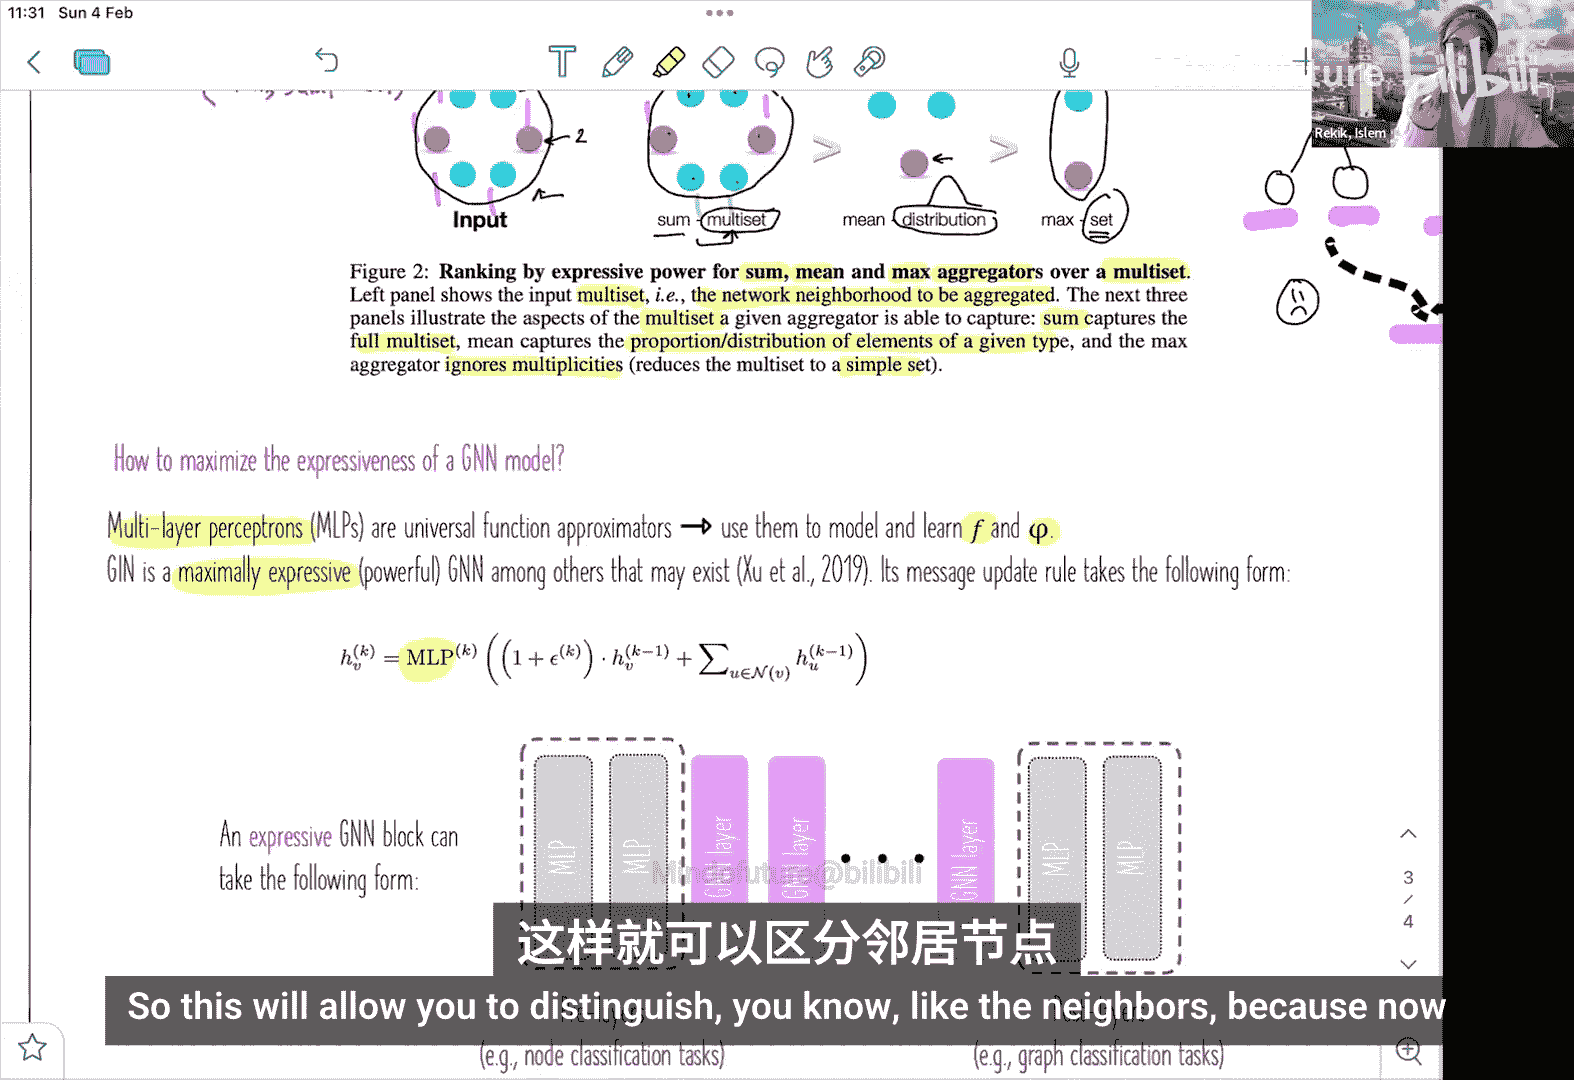 11:31 Sun 4 Feb
ture bilibili
Rekik, Islem
2
Input
sum - multiset
mean - distribution
max - set
Figure 2: Ranking by expressive power for sum, mean and max aggregators over a multiset.
Left panel shows the input multiset, i.e., the network neighborhood to be aggregated. The next three
panels illustrate the aspects of the multiset a given aggregator is able to capture: sum captures the
full multiset, mean captures the proportion/distribution of elements of a given type, and the max
aggregator ignores multiplicities (reduces the multiset to a simple set).
How to maximize the expressiveness of a GNN model?
Multi-layer perceptrons (MLPs) are universal function approximators → use them to model and learn f and φ.
GIN is a maximally expressive (powerful) GNN among others that may exist (Xu et al., 2019). Its message update rule takes the following form:
h_v^{(k)} = MLP^{(k)} ((1 + ϵ^{(k)}) · h_v^{(k−1)} + ∑_{u∈N(v)} h_u^{(k−1)})
An expressive GNN block can
take the following form:
MLP
MLP
GNN layer
GNN layer
GNN layer
MLP
MLP
Mindofuture@bilibili
3
/
4
这样就可以区分邻居节点
So this will allow you to distinguish, you know, like the neighbors, because now
(e.g., node classification tasks)
(e.g., graph classification tasks)